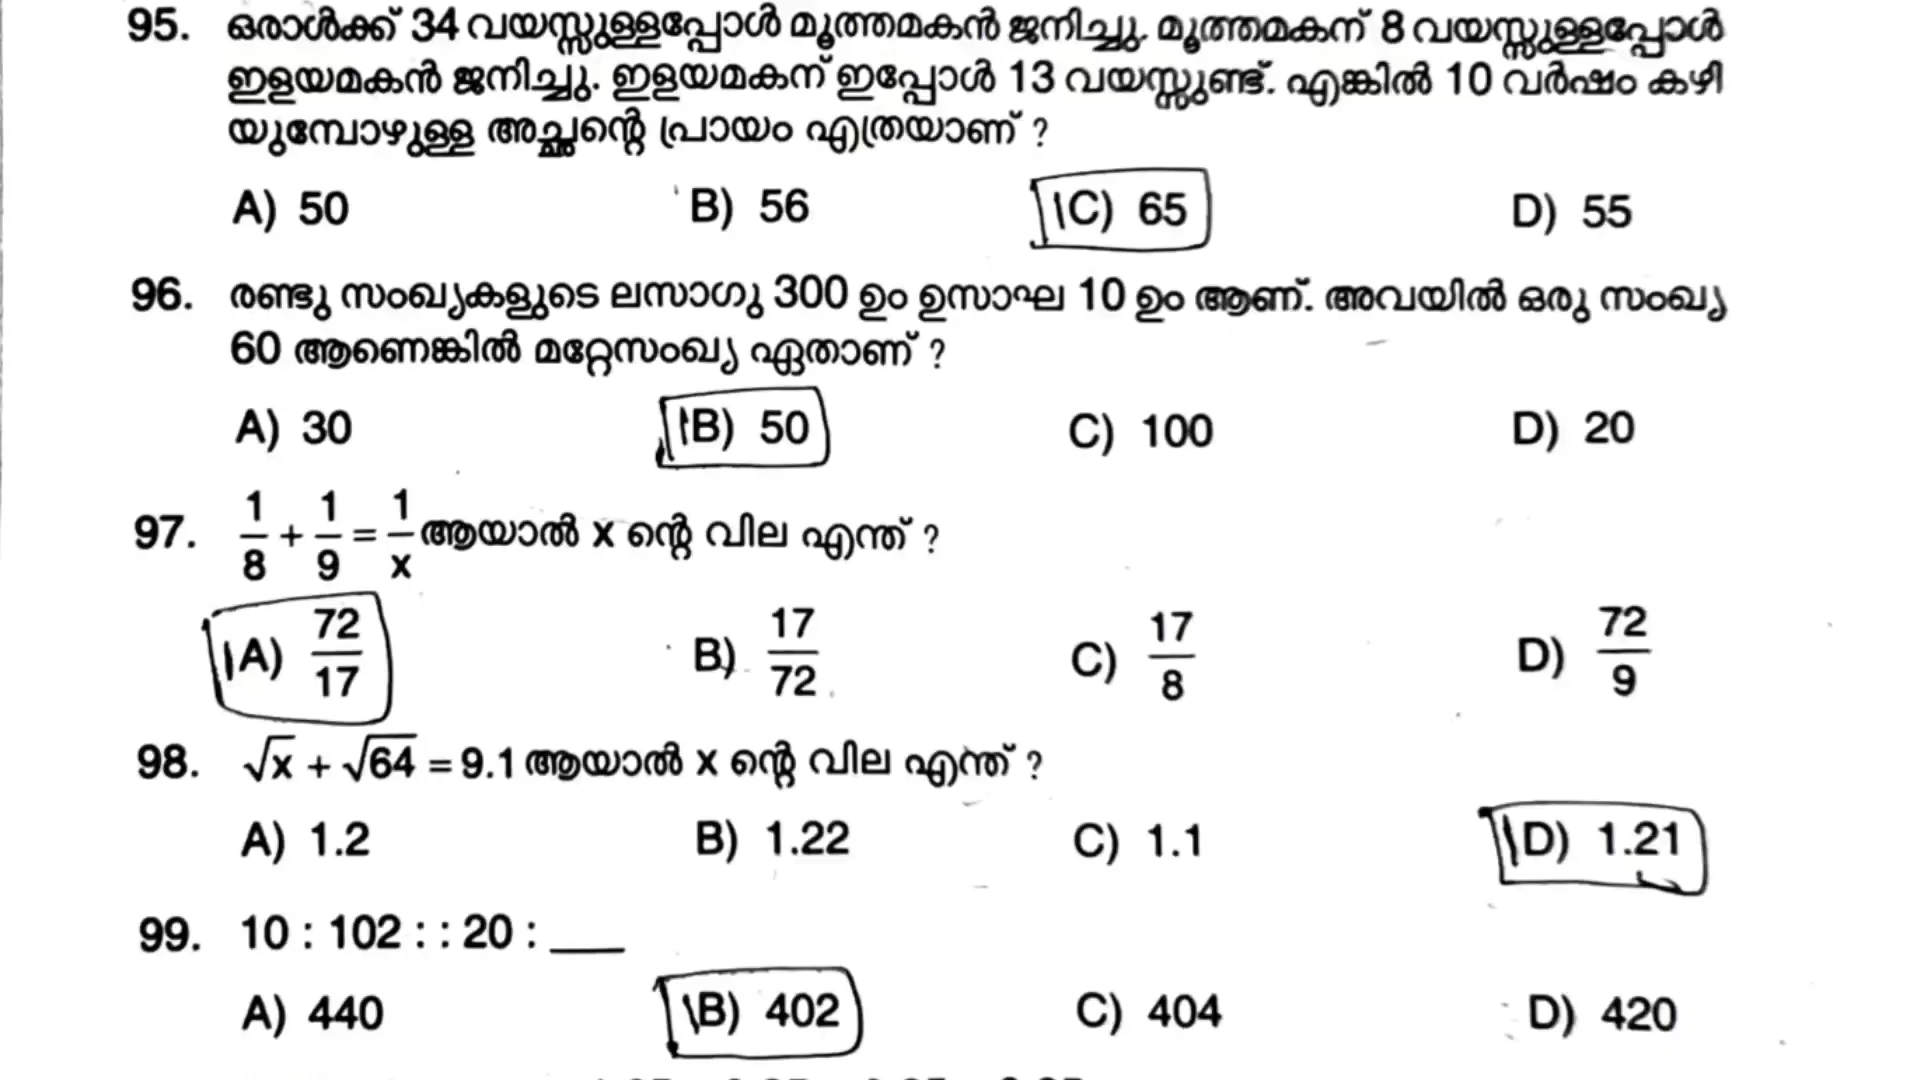 95. ഒരാൾക്ക് 34 വയസ്സുള്ളപ്പോൾ മൂത്തമകൻ ജനിച്ചു. മൂത്തമകന് 8 വയസ്സുള്ളപ്പോൾ
ഇളയമകൻ ജനിച്ചു. ഇളയമകന് ഇപ്പോൾ 13 വയസ്സുണ്ട്. എങ്കിൽ 10 വർഷം കഴി
യുമ്പോഴുള്ള അച്ഛന്റെ പ്രായം എത്രയാണ് ?
A) 50 B) 56 C) 65 D) 55
96. രണ്ടു സംഖ്യകളുടെ ലസാഗു 300 ഉം ഉസാഘ 10 ഉം ആണ്. അവയിൽ ഒരു സംഖ്യ
60 ആണെങ്കിൽ മറ്റേസംഖ്യ ഏതാണ് ?
A) 30 B) 50 C) 100 D) 20
97. 1/8 + 1/9 = 1/x ആയാൽ x ന്റെ വില എന്ത് ?
A) 72/17 B) 17/72 C) 17/8 D) 72/9
98. √x + √64 = 9.1 ആയാൽ x ന്റെ വില എന്ത് ?
A) 1.2 B) 1.22 C) 1.1 D) 1.21
99. 10 : 102 : : 20 : ___
A) 440 B) 402 C) 404 D) 420